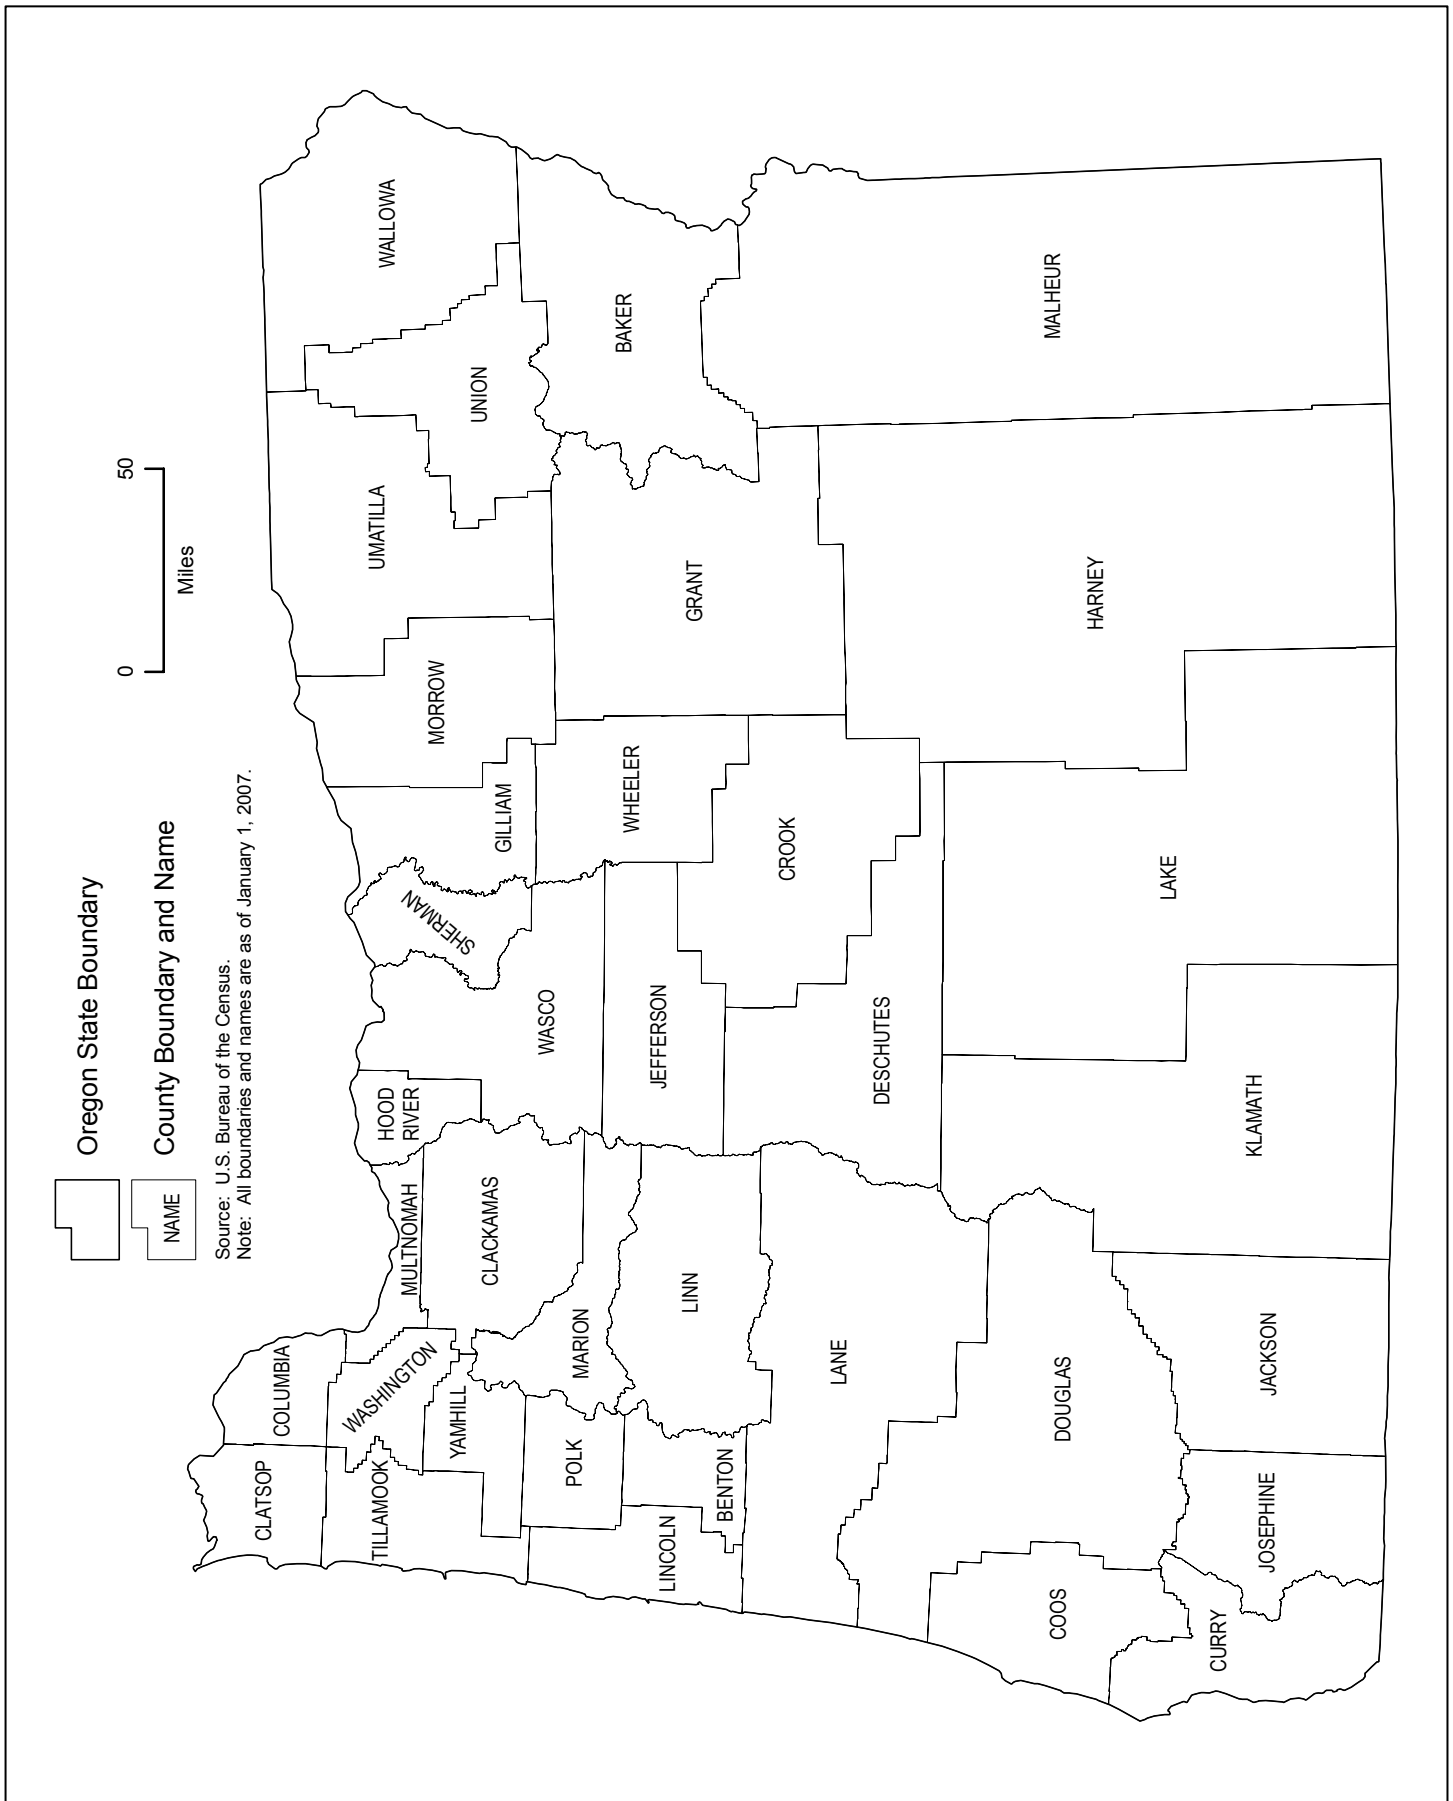 Oregon State Boundary
NAME
County Boundary and Name
Source: U.S. Bureau of the Census.
Note: All boundaries and names are as of January 1, 2007.
0
50
Miles
CLATSOP
COLUMBIA
TILLAMOOK
WASHINGTON
MULTNOMAH
HOOD
RIVER
SHERMAN
GILLIAM
MORROW
UMATILLA
WALLOWA
UNION
YAMHILL
CLACKAMAS
WASCO
POLK
MARION
WHEELER
BAKER
LINCOLN
BENTON
LINN
JEFFERSON
GRANT
CROOK
LANE
DESCHUTES
COOS
DOUGLAS
HARNEY
MALHEUR
LAKE
CURRY
JOSEPHINE
JACKSON
KLAMATH